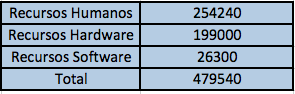 Recursos Humanos 254240
Recursos Hardware 199000
Recursos Software 26300
Total 479540